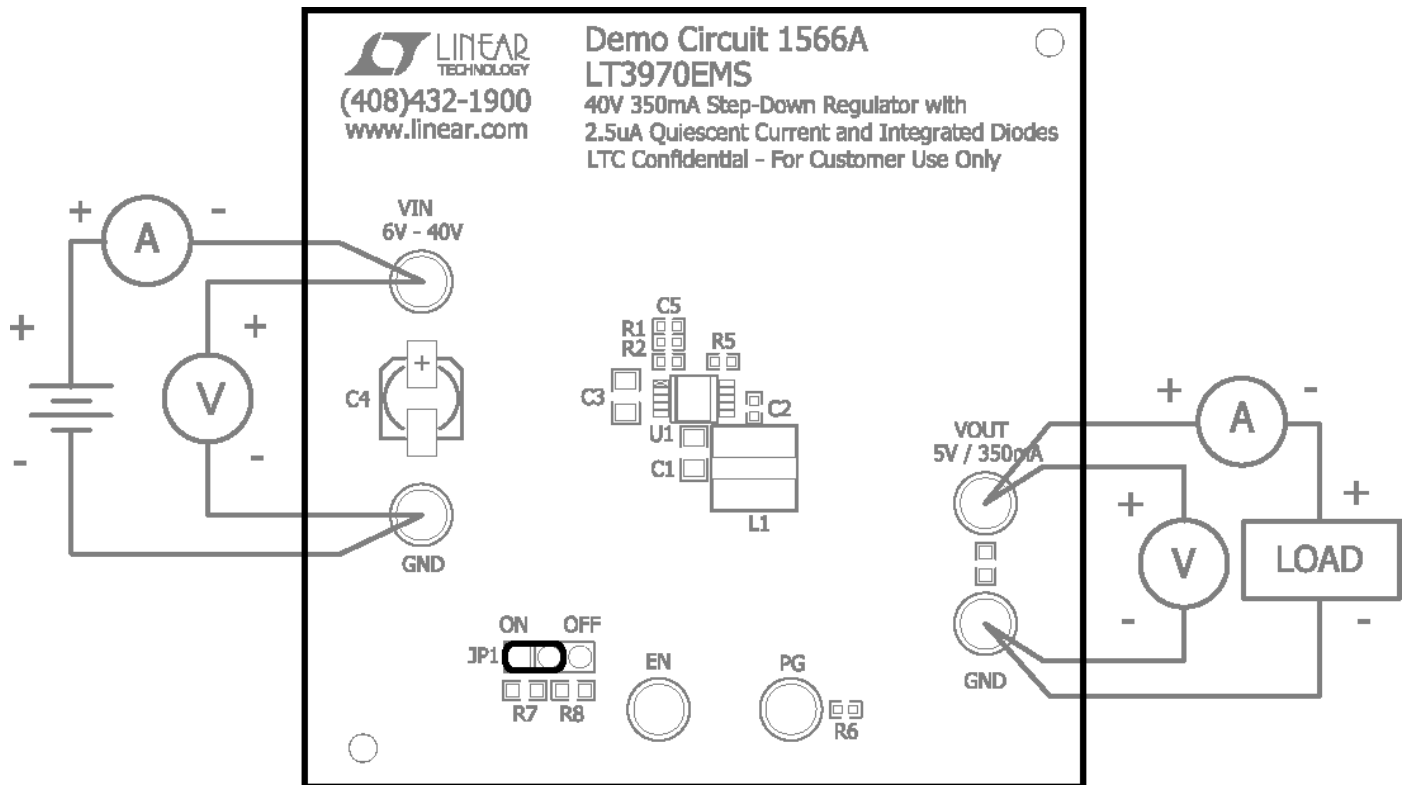 LINEAR
TECHNOLOGY
(408)432-1900
www.linear.com
Demo Circuit 1566A
LT3970EMS
40V 350mA Step-Down Regulator with
2.5uA Quiescent Current and Integrated Diodes
LTC Confidential - For Customer Use Only
+ A -
VIN
6V - 40V
+
-
+
V
-
C4
+
GND
C5
R1
R2
R5
C3
C2
U1
C1
L1
VOUT
5V / 350mA
+ A -
+
V
-
+
LOAD
-
GND
ON OFF
JP1
R7 R8
EN
PG
R6